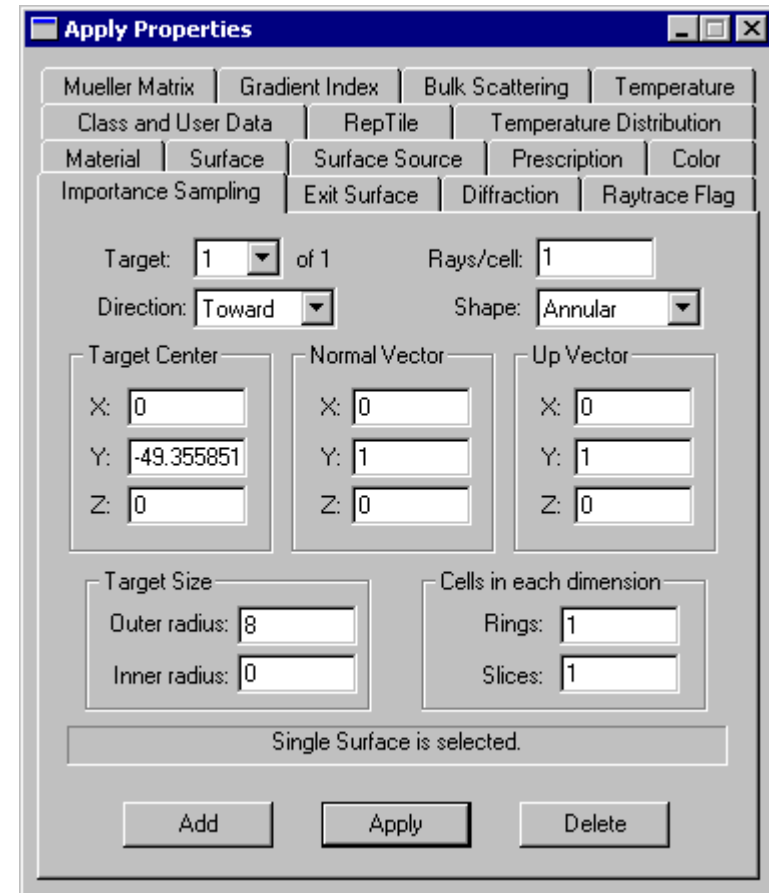 Apply Properties
Mueller Matrix Gradient Index Bulk Scattering Temperature
Class and User Data RepTile Temperature Distribution
Material Surface Surface Source Prescription Color
Importance Sampling Exit Surface Diffraction Raytrace Flag
Target: 1 of 1 Rays/cell: 1
Direction: Toward Shape: Annular
Target Center Normal Vector Up Vector
X: 0 X: 0 X: 0
Y: -49.355851 Y: 1 Y: 1
Z: 0 Z: 0 Z: 0
Target Size Cells in each dimension
Outer radius: 8 Rings: 1
Inner radius: 0 Slices: 1
Single Surface is selected.
Add Apply Delete